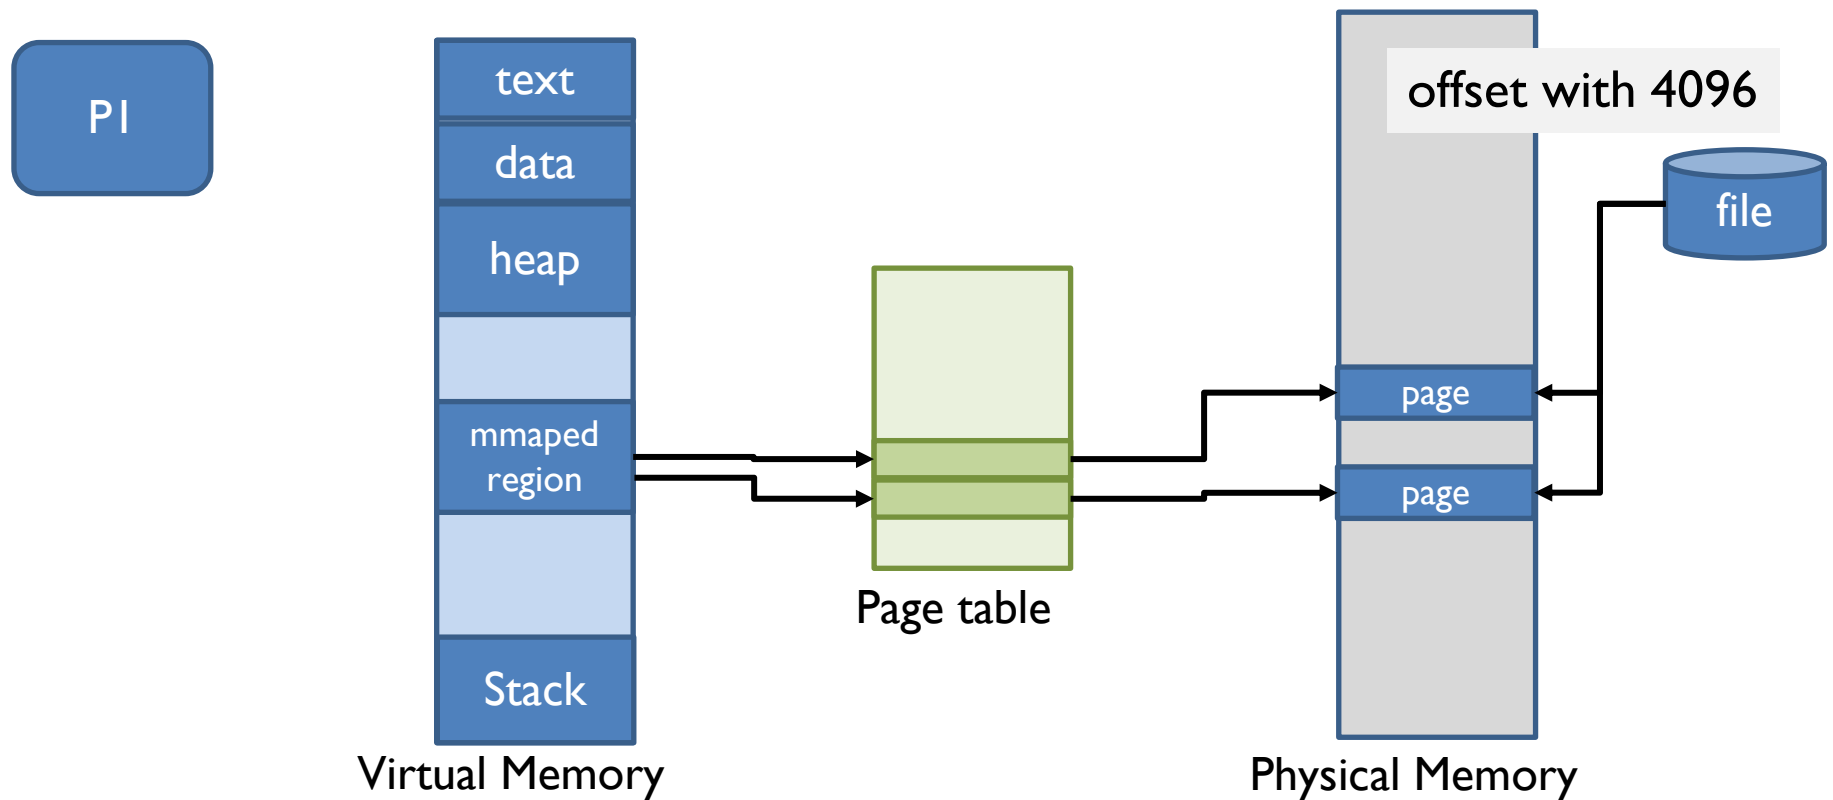 P1
text
data
heap
mmaped
region
Stack
Virtual Memory
Page table
offset with 4096
file
page
page
Physical Memory